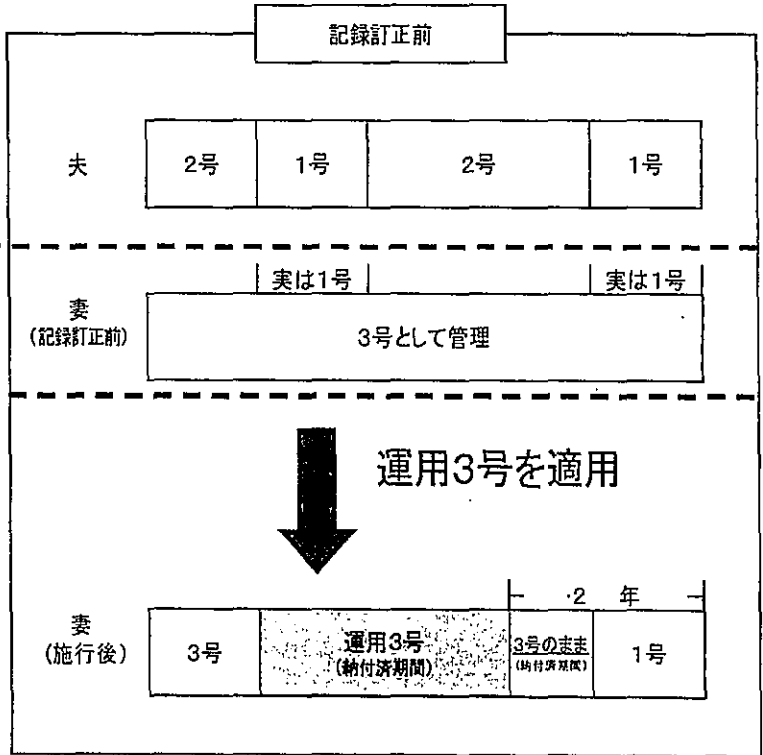 記録訂正前
夫
2号
1号
2号
1号
実は1号
実は1号
妻
(記録訂正前)
3号として管理
運用3号を適用
2 年
妻
(施行後)
3号
運用3号
(納付済期間)
3号のまま
(納付済期間)
1号